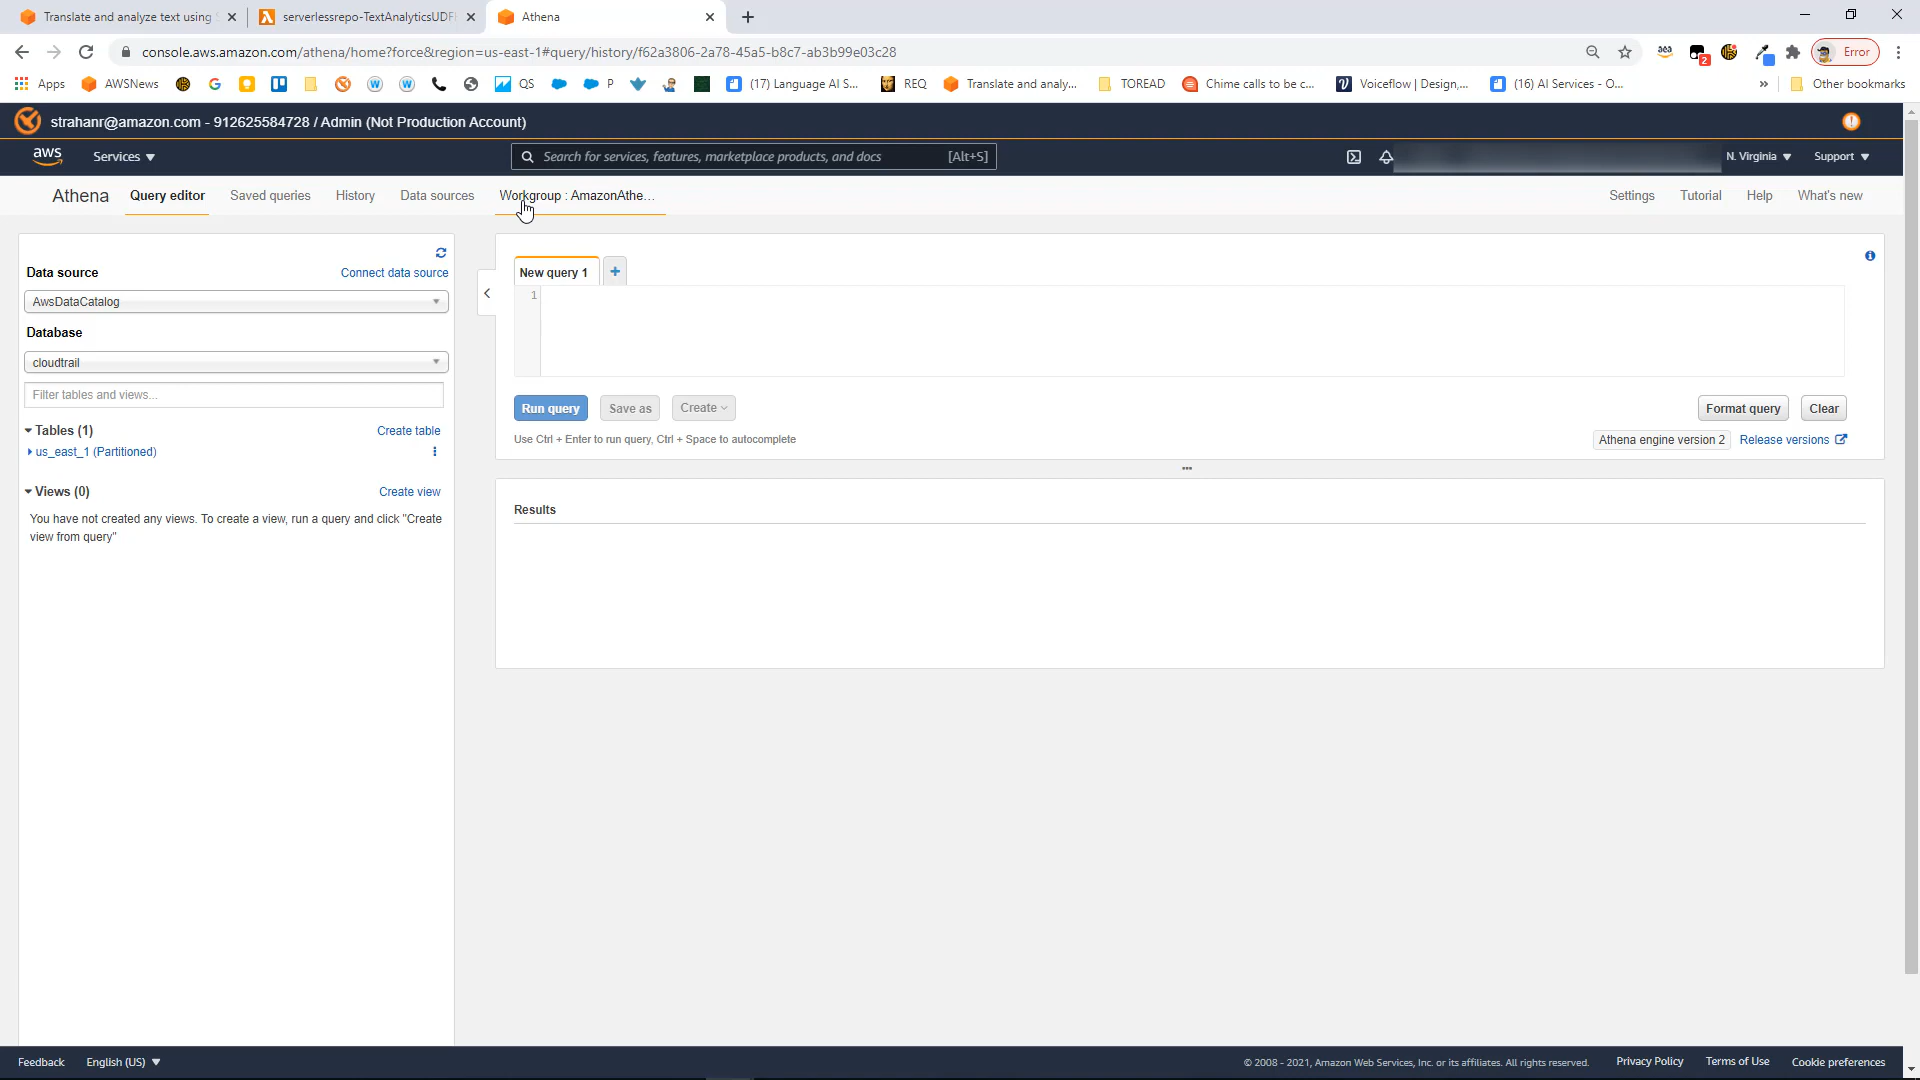 Translate and analyze text using S
serverlessrepo-TextAnalyticsUDFH
Athena
console.aws.amazon.com/athena/home?force&region=us-east-1#query/history/f62a3806-2a78-45a5-b8c7-ab3b99e03c28
2
Error
Apps
AWSNews
QS
P
(17) Language AI S...
REQ
Translate and analy...
TOREAD
Chime calls to be c...
Voiceflow | Design,...
(16) AI Services - O...
»
Other bookmarks
strahanr@amazon.com - 912625584728 / Admin (Not Production Account)
aws
Services
Search for services, features, marketplace products, and docs
[Alt+S]
N. Virginia
Support
Athena
Query editor
Saved queries
History
Data sources
Workgroup : AmazonAthe...
Settings
Tutorial
Help
What's new
Data source
Connect data source
AwsDataCatalog
Database
cloudtrail
Filter tables and views...
Tables (1)
Create table
us_east_1 (Partitioned)
Views (0)
Create view
You have not created any views. To create a view, run a query and click "Create
view from query"
New query 1
+
1
Run query
Save as
Create
Format query
Clear
Use Ctrl + Enter to run query, Ctrl + Space to autocomplete
Athena engine version 2
Release versions
Results
Feedback
English (US)
© 2008 - 2021, Amazon Web Services, Inc. or its affiliates. All rights reserved.
Privacy Policy
Terms of Use
Cookie preferences